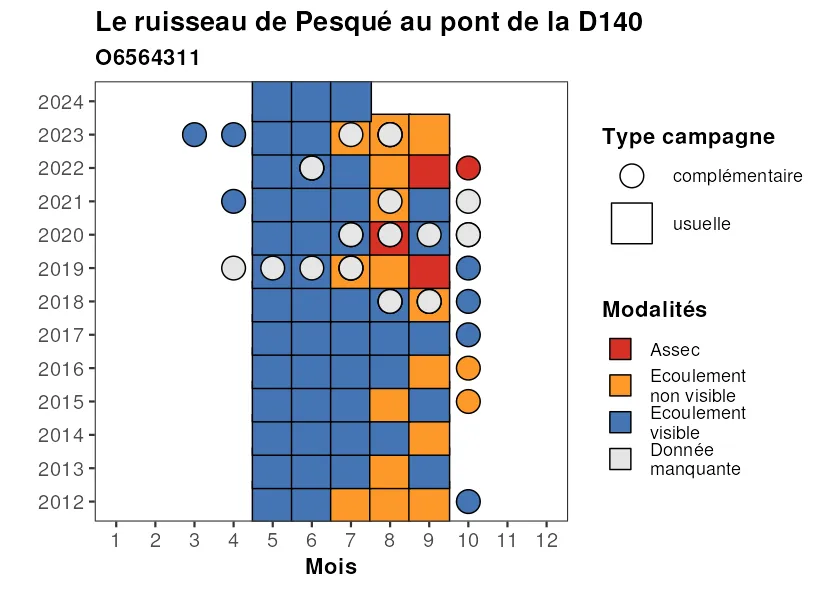 Le ruisseau de Pesqué au pont de la D140
O6564311
2024
2023
2022
2021
2020
2019
2018
2017
2016
2015
2014
2013
2012
1 2 3 4 5 6 7 8 9 10 11 12
Mois
Type campagne
complémentaire
usuelle
Modalités
Assec
Ecoulement
non visible
Ecoulement
visible
Donnée
manquante